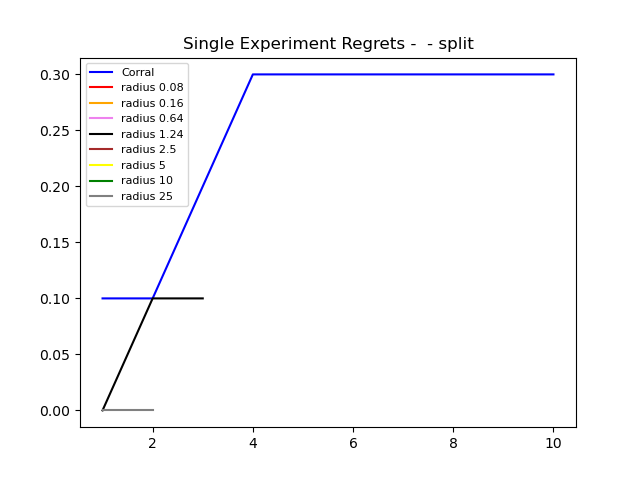 Single Experiment Regrets -  - split
Corral
radius 0.08
radius 0.16
radius 0.64
radius 1.24
radius 2.5
radius 5
radius 10
radius 25
0.30
0.25
0.20
0.15
0.10
0.05
0.00
2 4 6 8 10